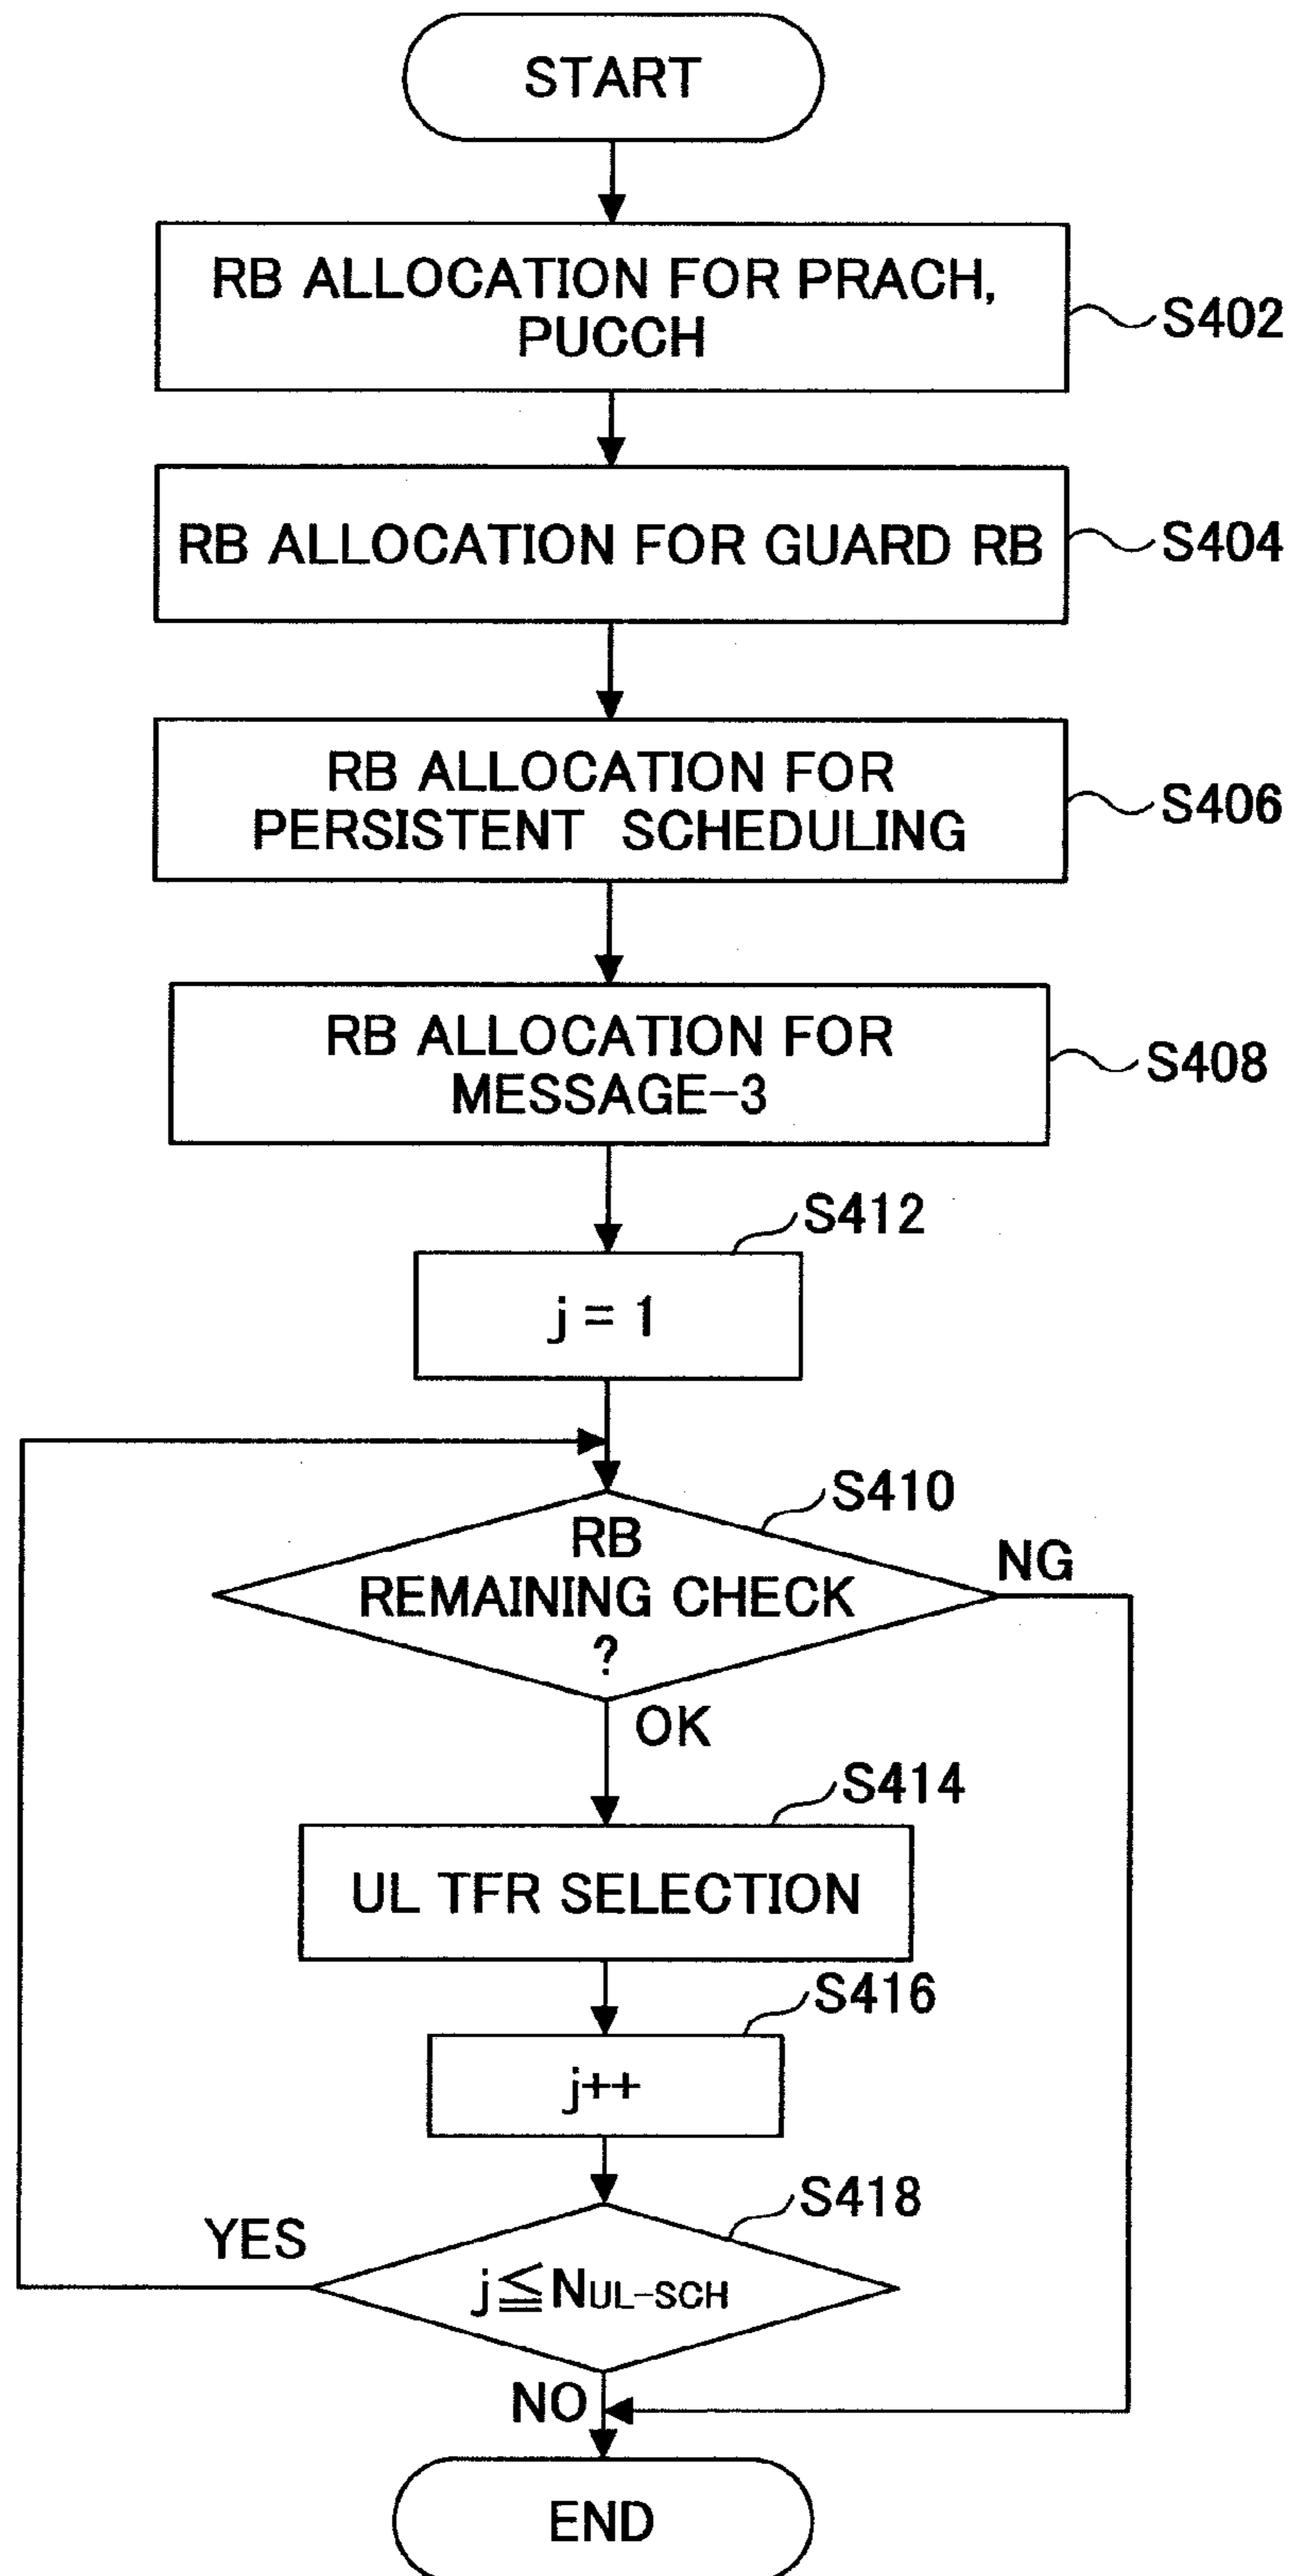 START
RB ALLOCATION FOR PRACH,
PUCCH
S402
RB ALLOCATION FOR GUARD RB
S404
RB ALLOCATION FOR
PERSISTENT SCHEDULING
S406
RB ALLOCATION FOR
MESSAGE-3
S408
S412
j = 1
S410
RB
REMAINING CHECK
?
NG
OK
S414
UL TFR SELECTION
S416
j++
S418
YES
j≦NUL-SCH
NO
END